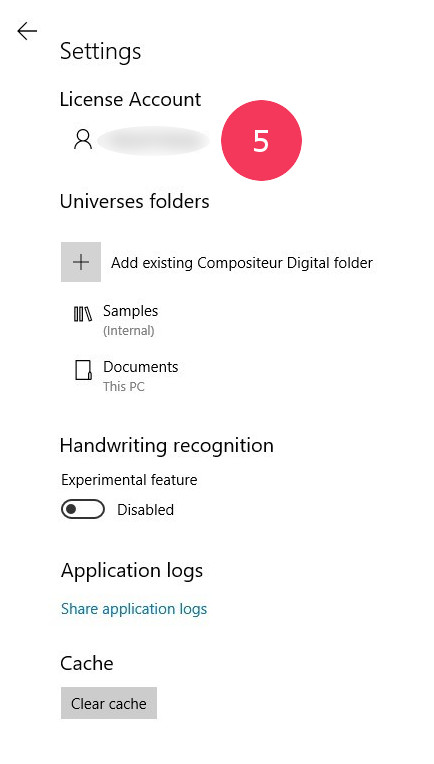 Settings
License Account
5
Universes folders
Add existing Compositeur Digital folder
Samples
(Internal)
Documents
This PC
Handwriting recognition
Experimental feature
Disabled
Application logs
Share application logs
Cache
Clear cache